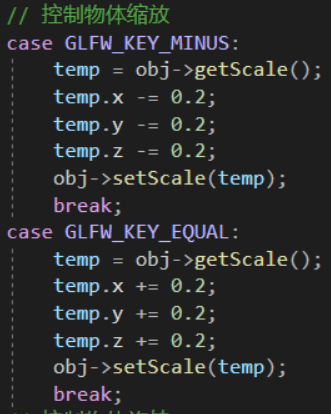 // 控制物体缩放
case GLFW_KEY_MINUS:
temp = obj->getScale();
temp.x -= 0.2;
temp.y -= 0.2;
temp.z -= 0.2;
obj->setScale(temp);
break;
case GLFW_KEY_EQUAL:
temp = obj->getScale();
temp.x += 0.2;
temp.y += 0.2;
temp.z += 0.2;
obj->setScale(temp);
break;